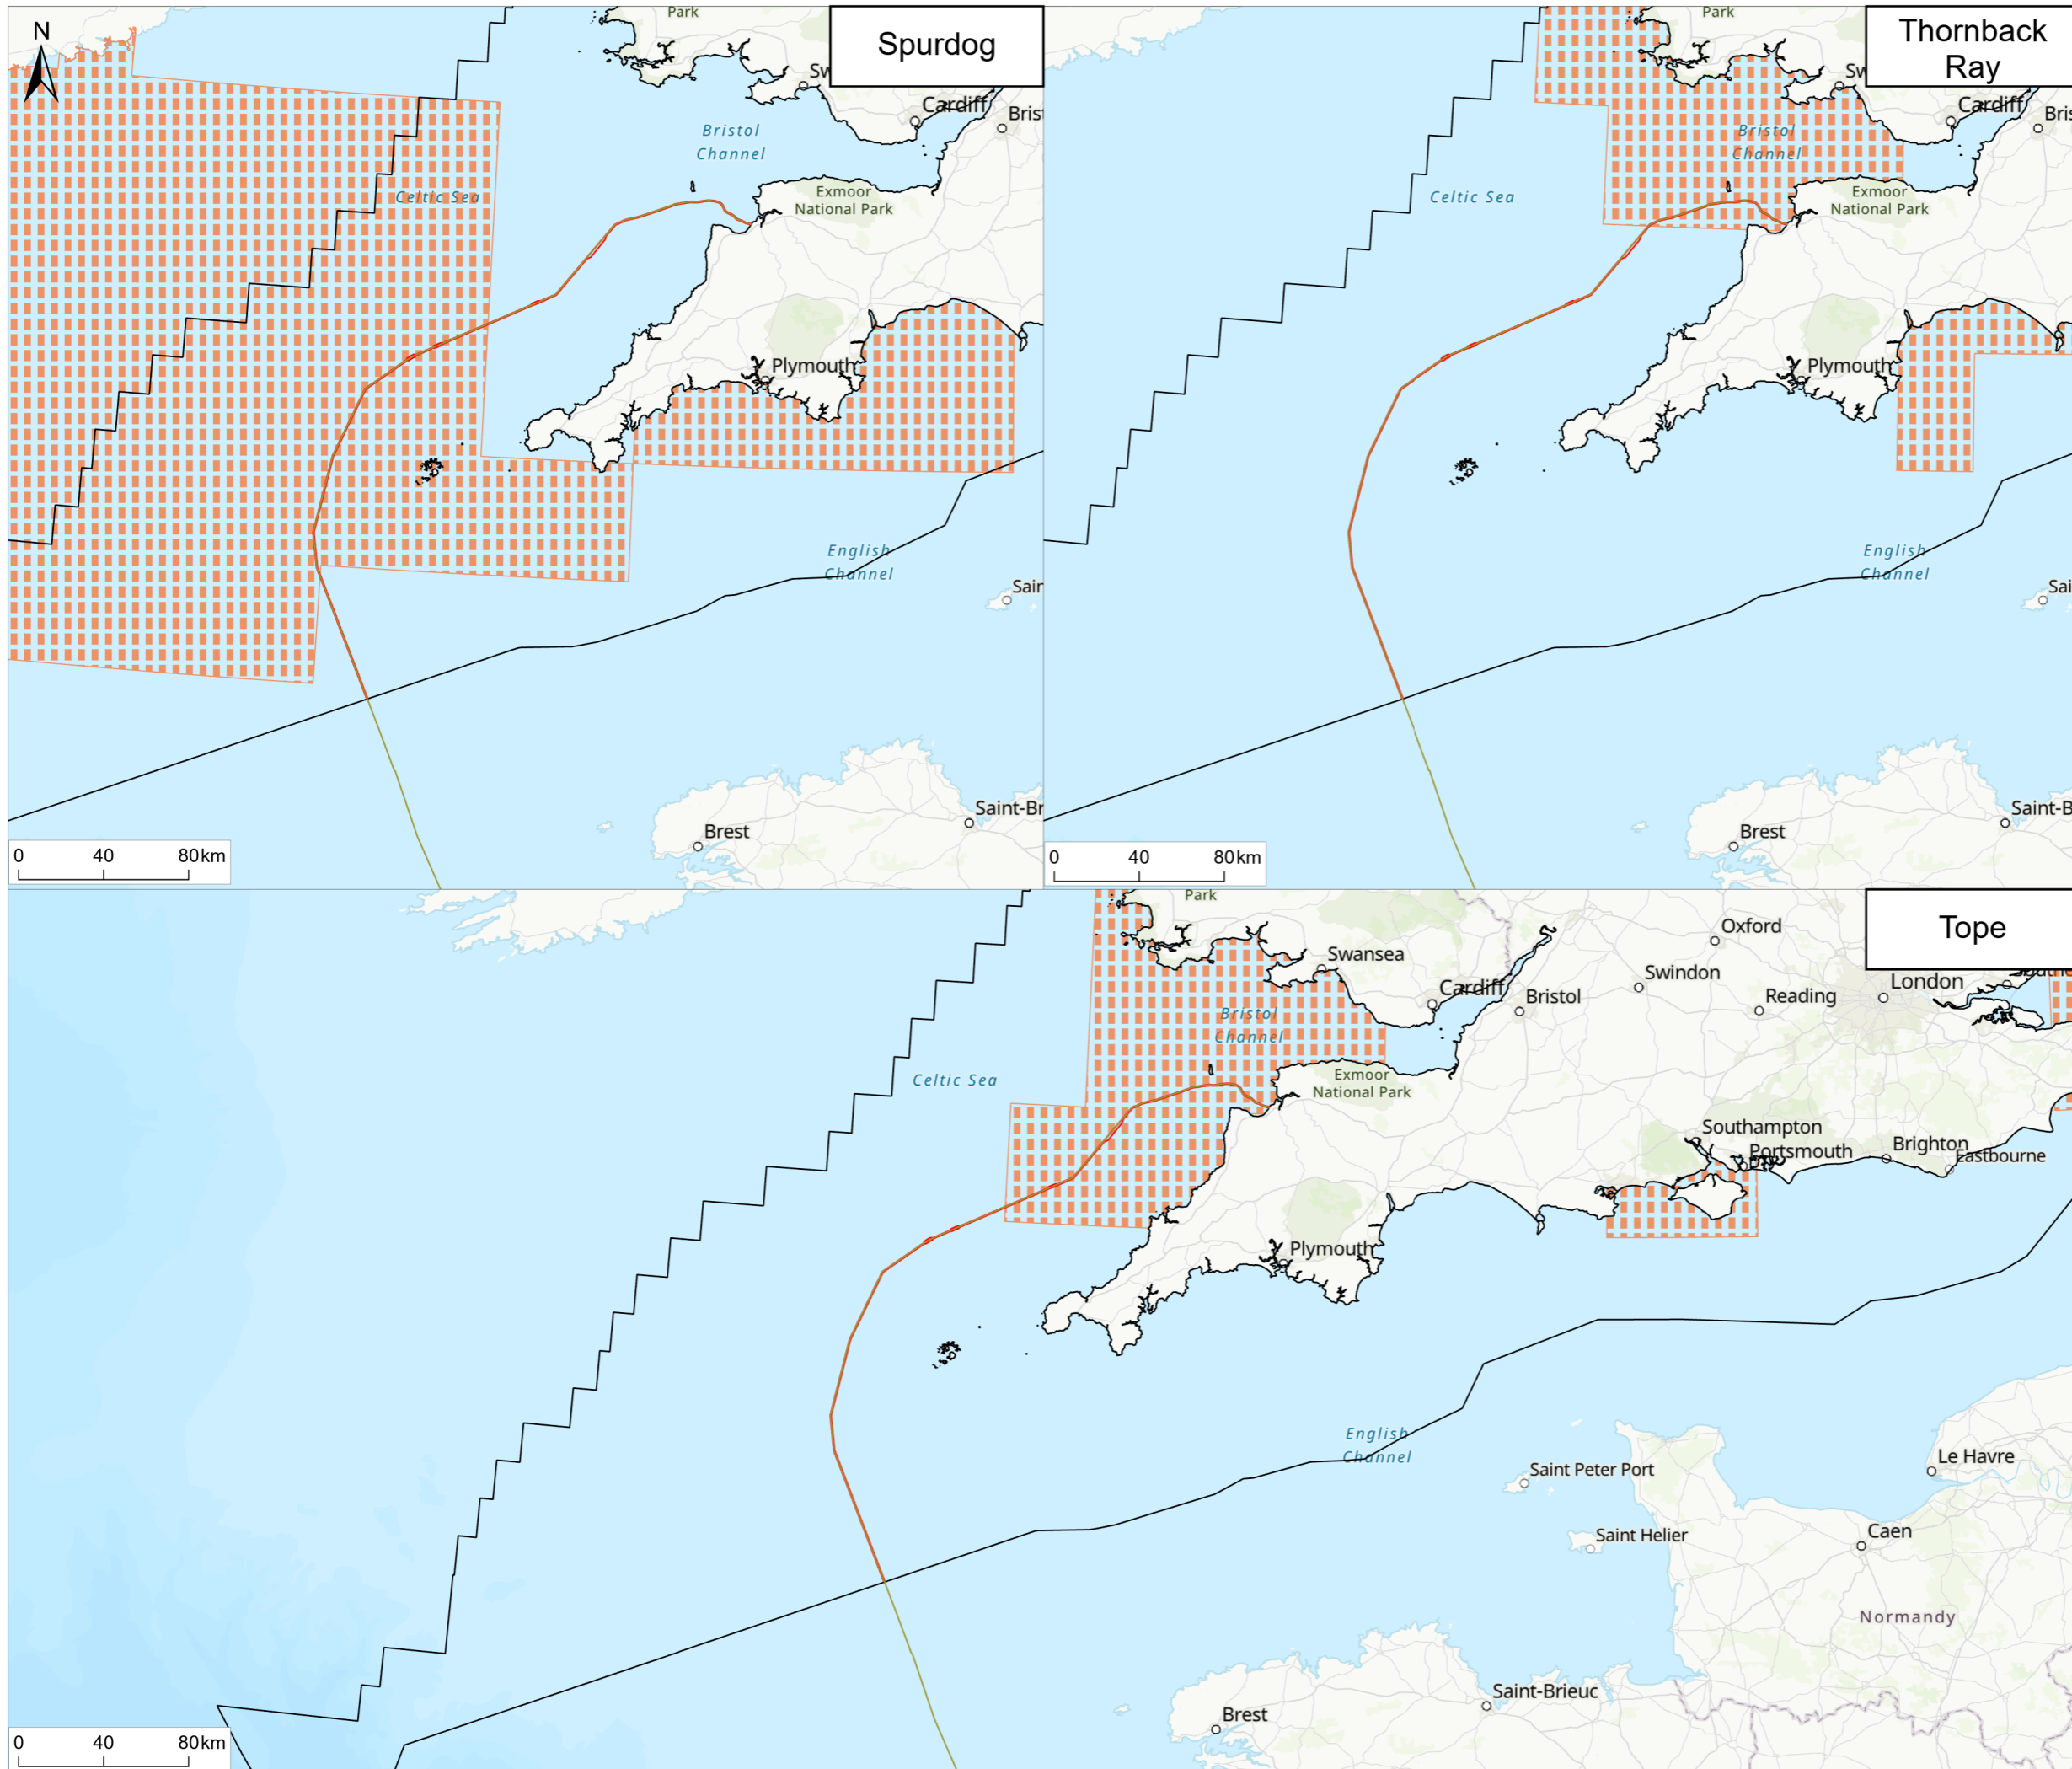 N
Park
Spurdog
Sw
Cardiff
Brist
Bristol
Channel
Celtic Sea
Exmoor
National Park
Plymouth
English
Channel
Sain
Saint-Br
Brest
0 40 80km
Park
Thornback
Ray
Sw
Cardiff
Bris
Bristol
Channel
Celtic Sea
Exmoor
National Park
Plymouth
English
Channel
Sai
Saint-B
Brest
0 40 80km
Park
Tope
Oxford
Swansea
Swindon
Cardiff
Bristol
Reading
London
Bristol
Channel
Celtic Sea
Exmoor
National Park
Southampton
Portsmouth
Brighton
Eastbourne
Plymouth
English
Channel
Saint Peter Port
Le Havre
Saint Helier
Caen
Normandy
Saint-Brieuc
Brest
0 40 80km